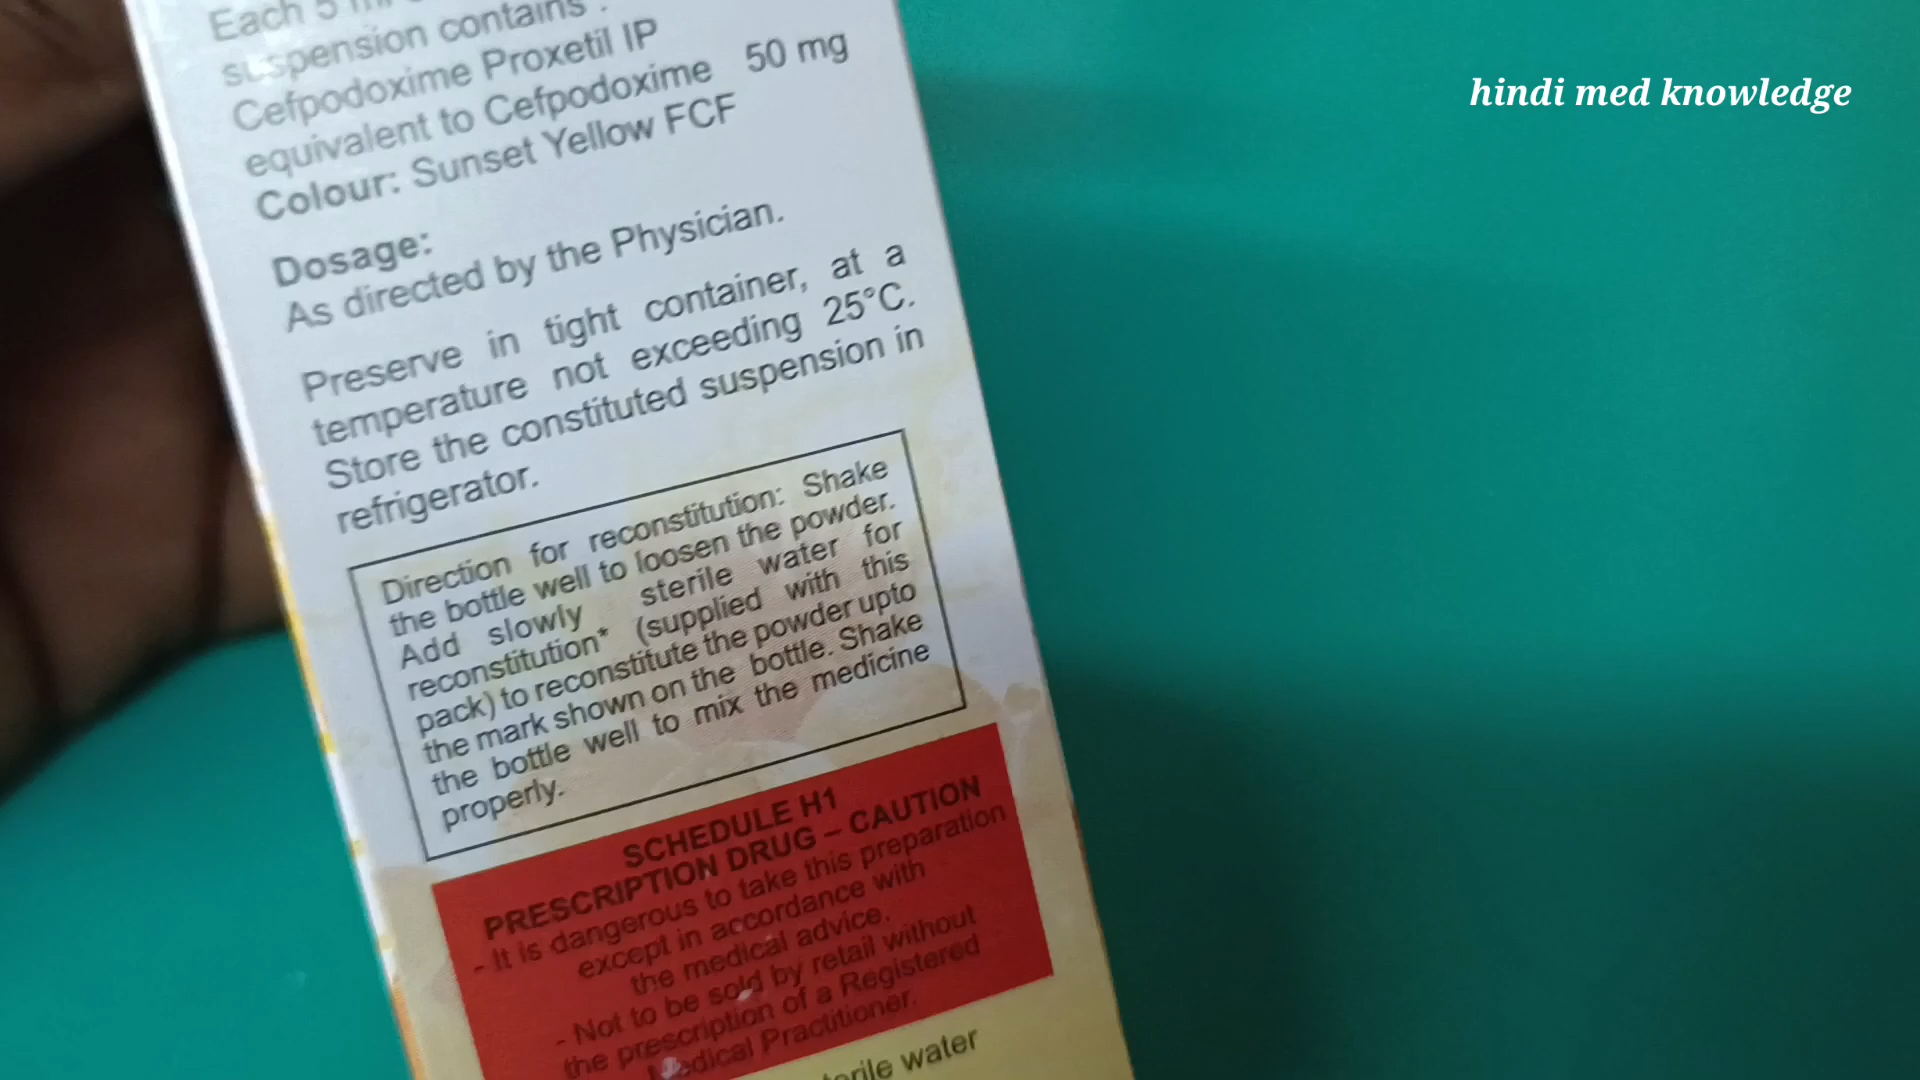 Each 5 ml
suspension contains :
Cefpodoxime Proxetil IP
equivalent to Cefpodoxime 50 mg
Colour: Sunset Yellow FCF
Dosage:
As directed by the Physician.
Preserve in tight container, at a
temperature not exceeding 25°C.
Store the constituted suspension in
refrigerator.
Direction for reconstitution: Shake
the bottle well to loosen the powder.
Add slowly sterile water for
reconstitution* (supplied with this
pack) to reconstitute the powder upto
the mark shown on the bottle. Shake
the bottle well to mix the medicine
properly.
SCHEDULE H1
PRESCRIPTION DRUG – CAUTION
- It is dangerous to take this preparation
except in accordance with
the medical advice.
- Not to be sold by retail without
the prescription of a Registered
Medical Practitioner.
sterile water
hindi med knowledge